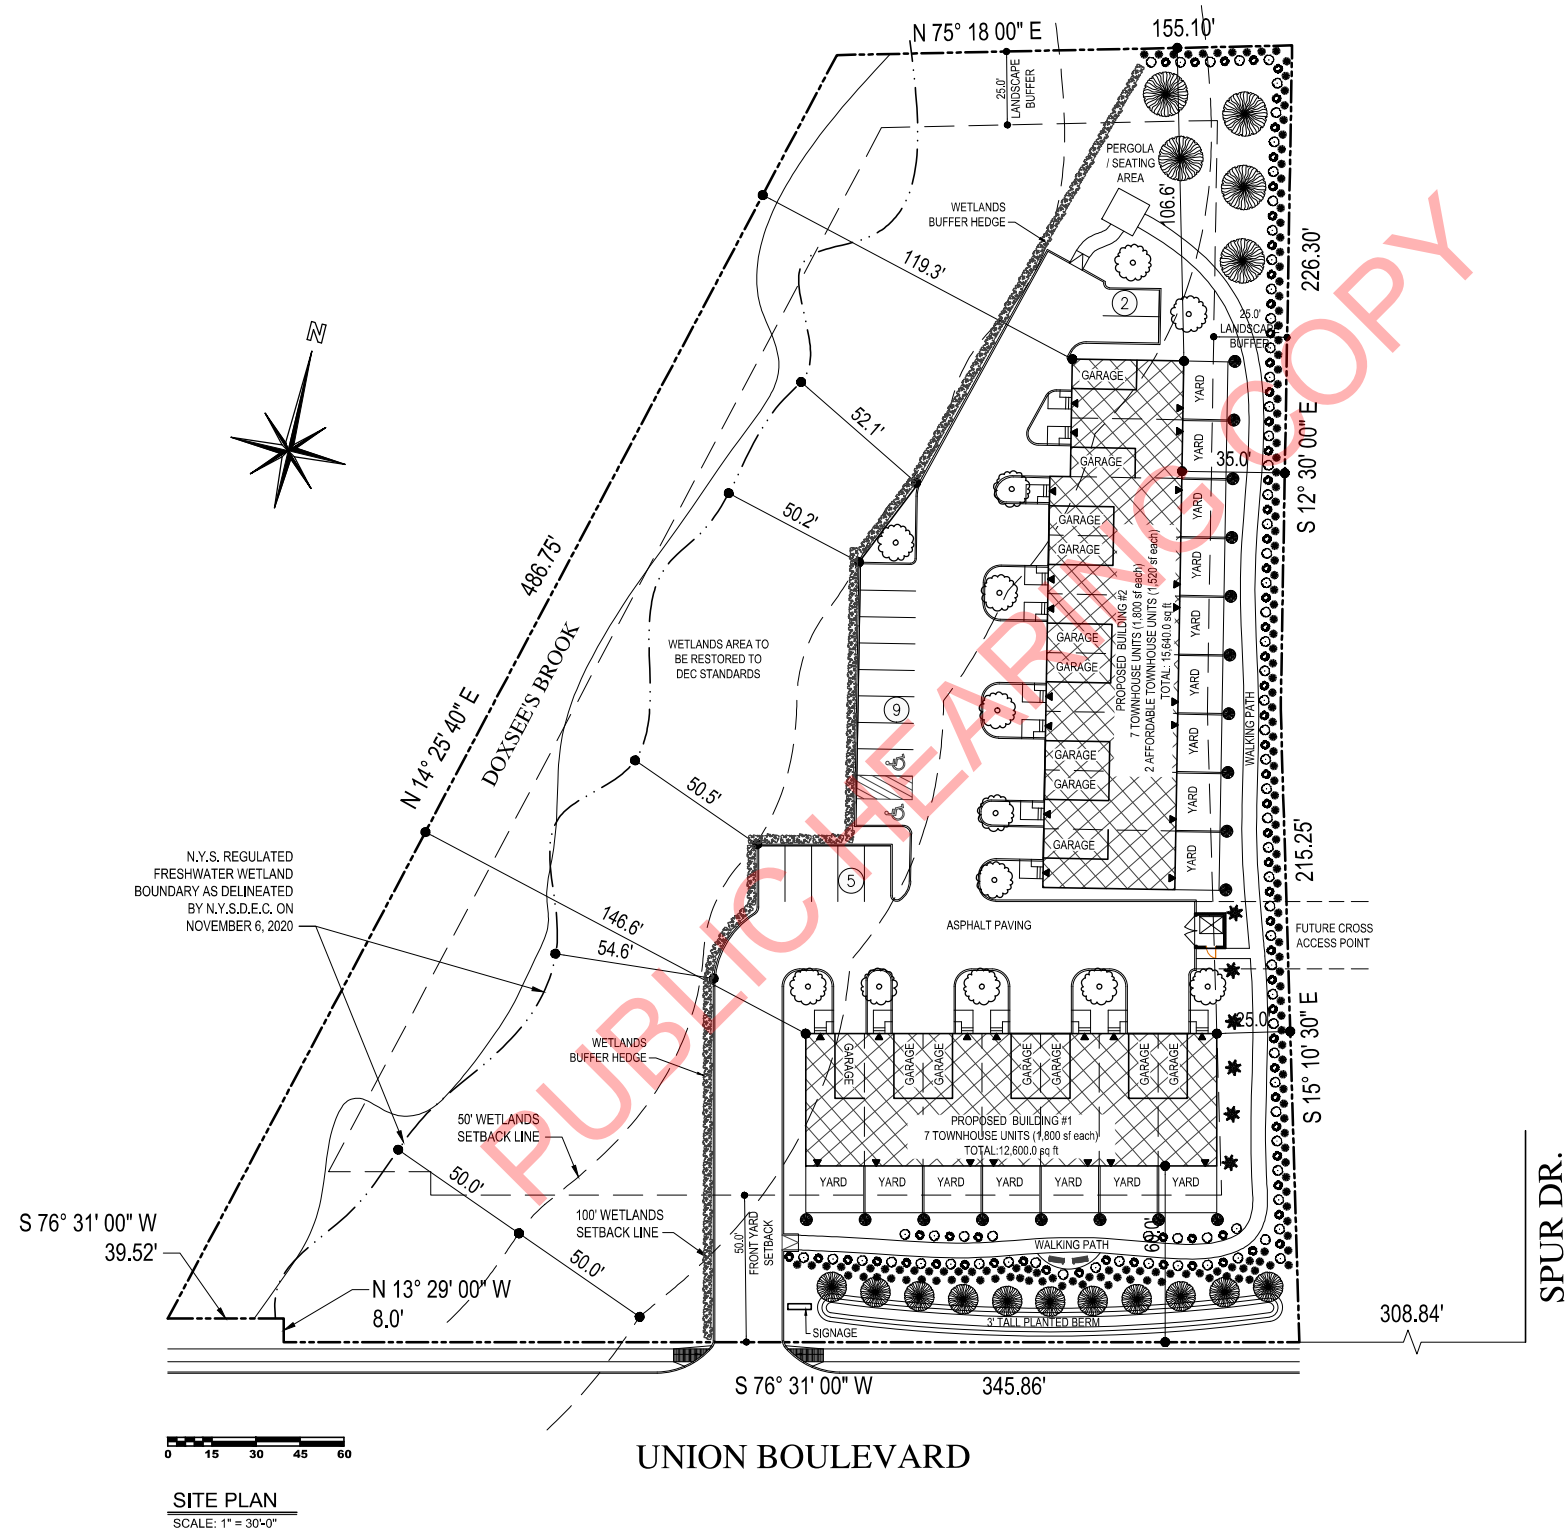 N 75° 18 00" E
155.10'
25.0'
LANDSCAPE
BUFFER
PERGOLA
/ SEATING
AREA
106.6'
WETLANDS
BUFFER HEDGE
226.30'
119.3'
2
25.0'
LANDSCAPE
BUFFER
N
GARAGE
YARD
52.1'
YARD
GARAGE
35.0'
S 12° 30' 00" E
50.2'
YARD
GARAGE
GARAGE
486.75'
YARD
DOXSEE'S BROOK
WETLANDS AREA TO
BE RESTORED TO
DEC STANDARDS
PROPOSED BUILDING #2
7 TOWNHOUSE UNITS (1,800 sf each)
2 AFFORDABLE TOWNHOUSE UNITS (1,520 sf each)
TOTAL: 15,640.0 sq ft
GARAGE
GARAGE
YARD
YARD
9
N 14° 25' 40" E
WALKING PATH
YARD
GARAGE
GARAGE
50.5'
YARD
GARAGE
YARD
215.25'
N.Y.S. REGULATED
FRESHWATER WETLAND
BOUNDARY AS DELINEATED
BY N.Y.S.D.E.C. ON
NOVEMBER 6, 2020
5
146.6'
54.6'
ASPHALT PAVING
FUTURE CROSS
ACCESS POINT
25.0'
S 15° 10' 30" E
WETLANDS
BUFFER HEDGE
GARAGE
GARAGE
GARAGE
GARAGE
GARAGE
GARAGE
GARAGE
PROPOSED BUILDING #1
7 TOWNHOUSE UNITS (1,800 sf each)
TOTAL:12,600.0 sq ft
50' WETLANDS
SETBACK LINE
50.0'
YARD
YARD
YARD
YARD
YARD
YARD
YARD
100' WETLANDS
SETBACK LINE
50.0'
FRONT YARD
SETBACK
60.0'
WALKING PATH
S 76° 31' 00" W
39.52'
N 13° 29' 00" W
8.0'
50.0'
SIGNAGE
3' TALL PLANTED BERM
308.84'
SPUR DR.
S 76° 31' 00" W
345.86'
UNION BOULEVARD
0 15 30 45 60
SITE PLAN
SCALE: 1" = 30'-0"
PUBLIC HEARING COPY